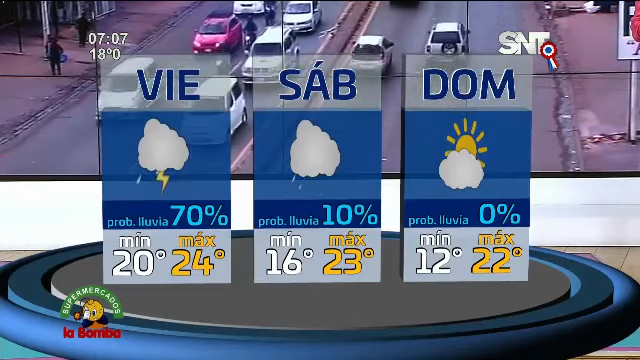 07:07
18°C
SNT
VIE
SÁB
DOM
prob. lluvia 70%
prob. lluvia 10%
prob. lluvia 0%
mín máx
20° 24°
mín máx
16° 23°
mín máx
12° 22°
SUPERMERCADOS
la Bomba